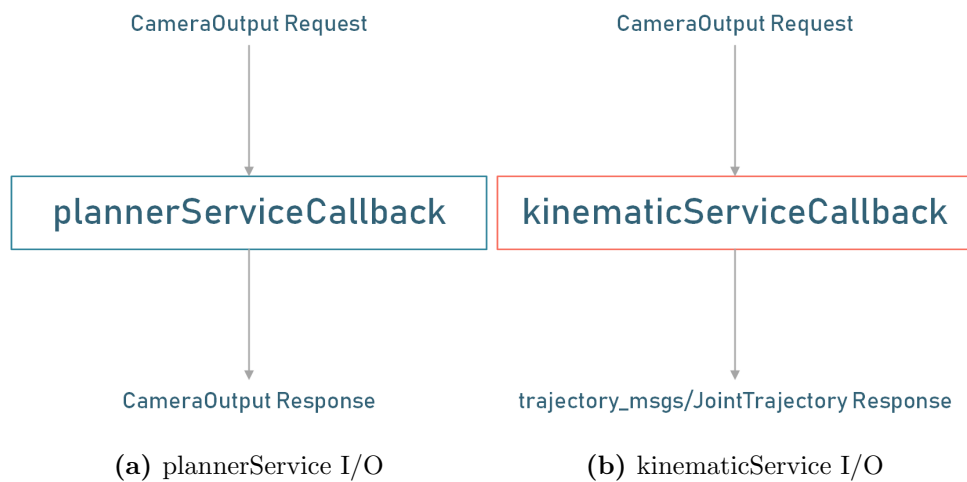 CameraOutput Request
plannerServiceCallback
CameraOutput Response
(a) plannerService I/O
CameraOutput Request
kinematicServiceCallback
trajectory_msgs/JointTrajectory Response
(b) kinematicService I/O